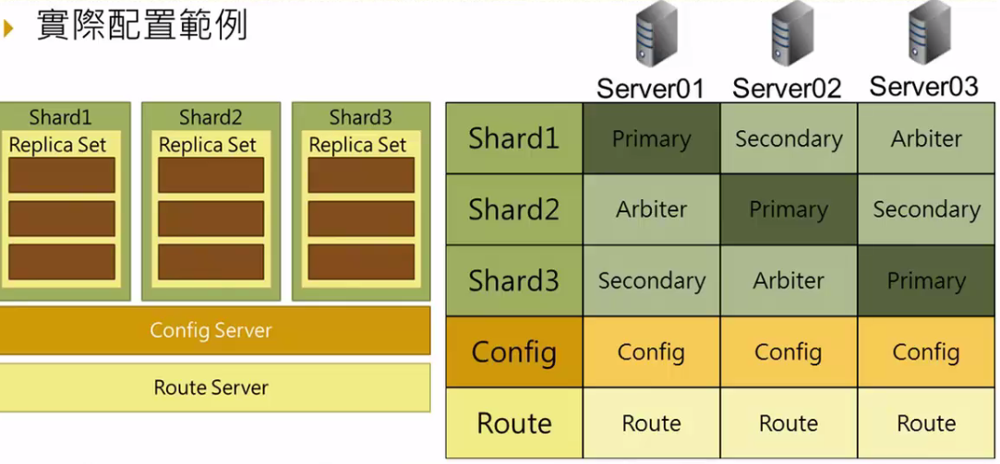 實際配置範例
Shard1 Shard2 Shard3
Replica Set Replica Set Replica Set
Config Server
Route Server
Server01 Server02 Server03
Shard1 Primary Secondary Arbiter
Shard2 Arbiter Primary Secondary
Shard3 Secondary Arbiter Primary
Config Config Config Config
Route Route Route Route